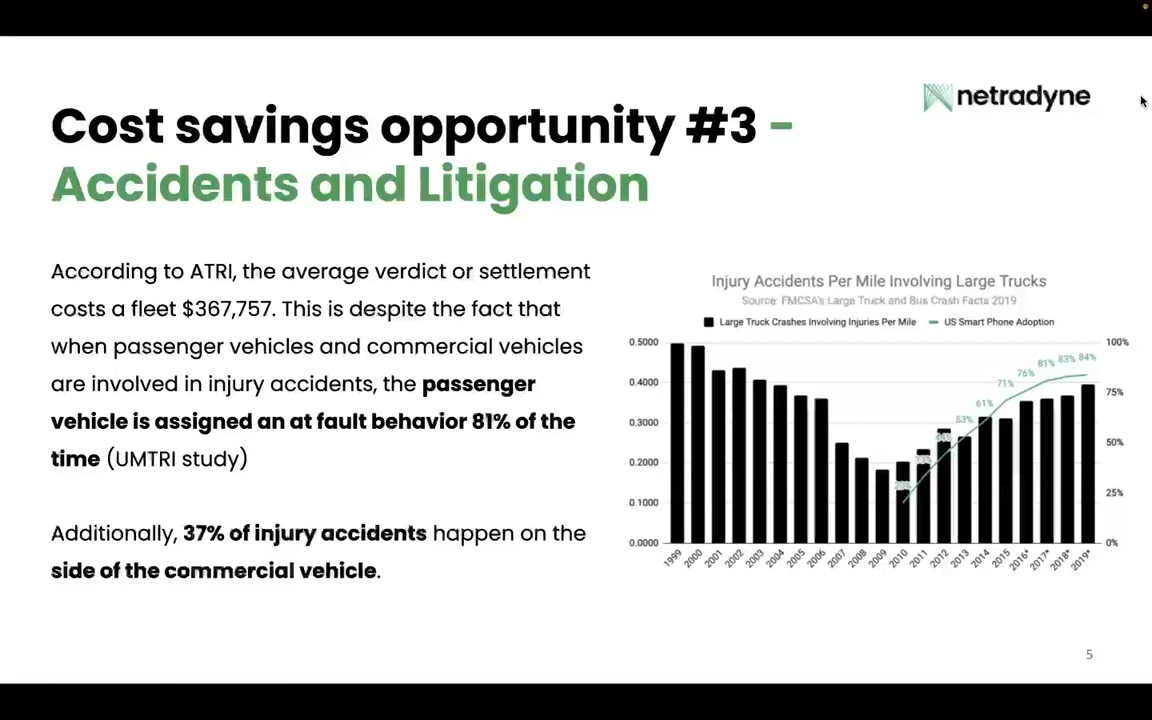 netradyne
Cost savings opportunity #3 -
Accidents and Litigation
According to ATRI, the average verdict or settlement
costs a fleet $367,757. This is despite the fact that
when passenger vehicles and commercial vehicles
are involved in injury accidents, the passenger
vehicle is assigned an at fault behavior 81% of the
time (UMTRI study)
Additionally, 37% of injury accidents happen on the
side of the commercial vehicle.
Injury Accidents Per Mile Involving Large Trucks
Source: FMCSA's Large Truck and Bus Crash Facts 2019
Large Truck Crashes Involving Injuries Per Mile US Smart Phone Adoption
0.5000 100%
0.4000 75%
0.3000 50%
0.2000 25%
0.1000
0.0000 0%
53% 61% 71% 76% 81% 83% 84%
1999 2000 2001 2002 2003 2004 2005 2006 2007 2008 2009 2010 2011 2012 2013 2014 2015 2016* 2017* 2018* 2019*
5